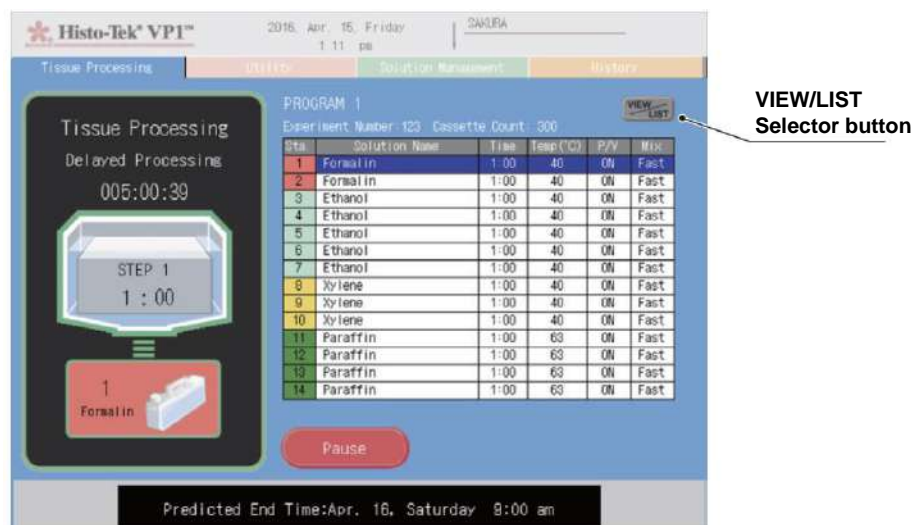 Histo-Tek® VP1™
2016. Apr. 15, Friday
1 11 pm
SAKURA
Tissue Processing
Utility
Solution Management
History
Tissue Processing
Delayed Processing
005:00:39
STEP 1
1 : 00
1
Formalin
PROGRAM 1
VIEW
LIST
Experiment Number:123 Cassette Count: 300
Sta. Solution Name Time Temp(℃) P/V Mix
1 Formalin 1:00 40 ON Fast
2 Formalin 1:00 40 ON Fast
3 Ethanol 1:00 40 ON Fast
4 Ethanol 1:00 40 ON Fast
5 Ethanol 1:00 40 ON Fast
6 Ethanol 1:00 40 ON Fast
7 Ethanol 1:00 40 ON Fast
8 Xylene 1:00 40 ON Fast
9 Xylene 1:00 40 ON Fast
10 Xylene 1:00 40 ON Fast
11 Paraffin 1:00 63 ON Fast
12 Paraffin 1:00 63 ON Fast
13 Paraffin 1:00 63 ON Fast
14 Paraffin 1:00 63 ON Fast
Pause
Predicted End Time:Apr. 16, Saturday 9:00 am
VIEW/LIST
Selector button